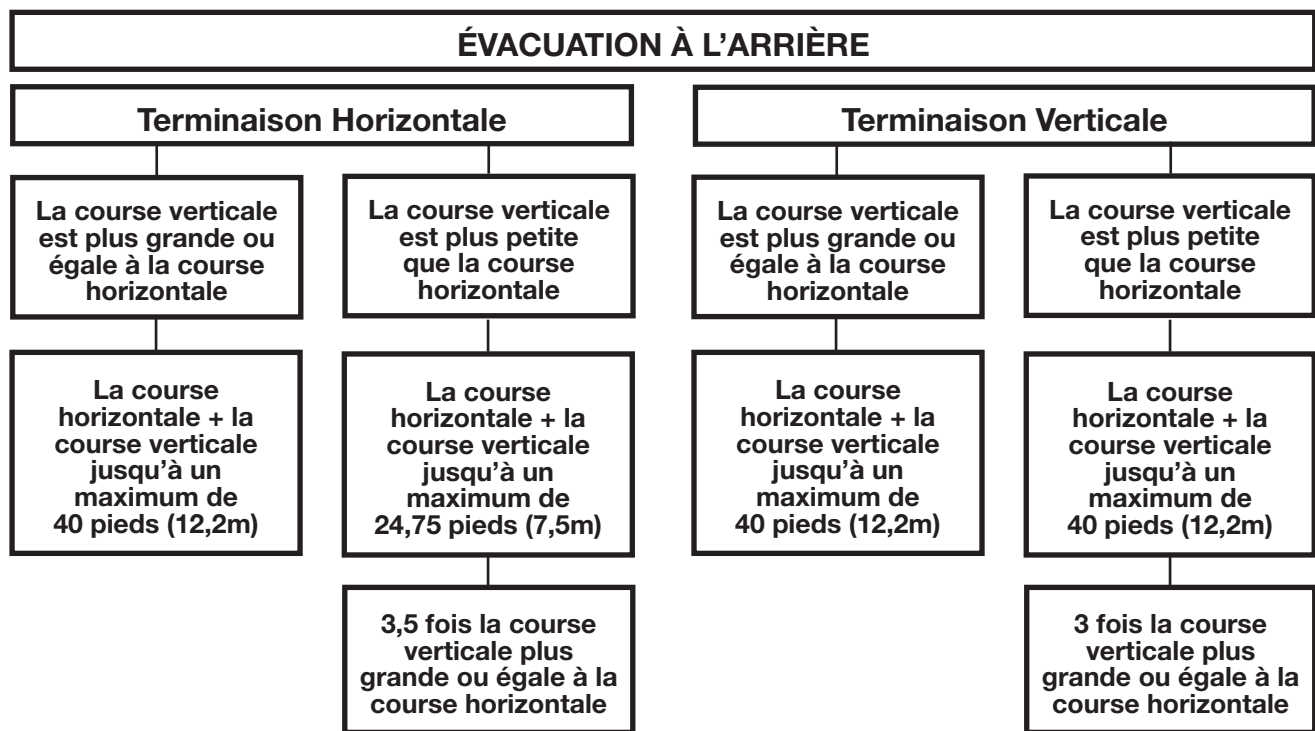 ÉVACUATION À L’ARRIÈRE
Terminaison Horizontale
La course verticale
est plus grande ou
égale à la course
horizontale
La course
horizontale + la
course verticale
jusqu’à un
maximum de
40 pieds (12,2m)
La course verticale
est plus petite
que la course
horizontale
La course
horizontale + la
course verticale
jusqu’à un
maximum de
24,75 pieds (7,5m)
3,5 fois la course
verticale plus
grande ou égale à la
course horizontale
Terminaison Verticale
La course verticale
est plus grande ou
égale à la course
horizontale
La course
horizontale + la
course verticale
jusqu’à un
maximum de
40 pieds (12,2m)
La course verticale
est plus petite
que la course
horizontale
La course
horizontale + la
course verticale
jusqu’à un
maximum de
40 pieds (12,2m)
3 fois la course
verticale plus
grande ou égale à la
course horizontale